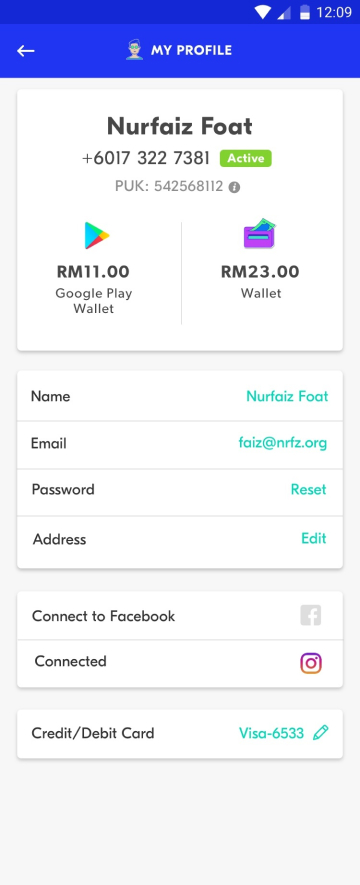 12:09
MY PROFILE
Nurfaiz Foat
+6017 322 7381 Active
PUK: 542568112 i
RM11.00
Google Play
Wallet
RM23.00
Wallet
Name Nurfaiz Foat
Email faiz@nrfz.org
Password Reset
Address Edit
Connect to Facebook
Connected
Credit/Debit Card Visa-6533